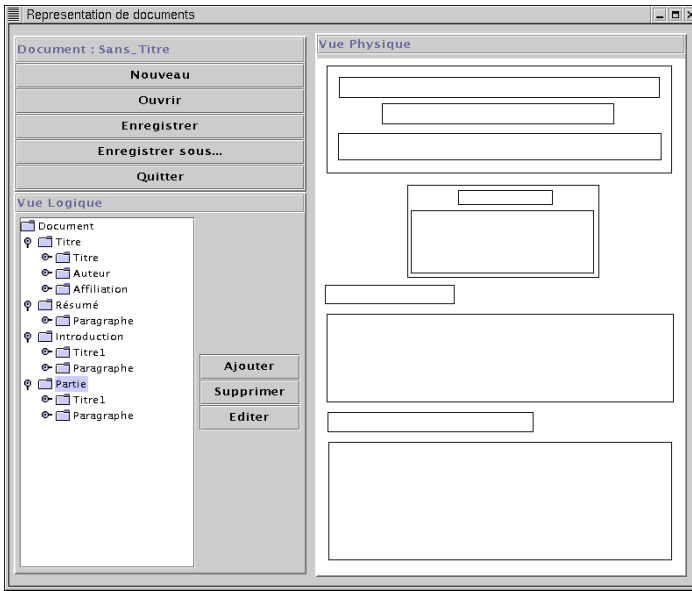 Representation de documents
Document : Sans_Titre
Nouveau
Ouvrir
Enregistrer
Enregistrer sous...
Quitter
Vue Logique
Document
Titre
Titre
Auteur
Affiliation
Résumé
Paragraphe
Introduction
Titre1
Paragraphe
Partie
Titre1
Paragraphe
Ajouter
Supprimer
Editer
Vue Physique